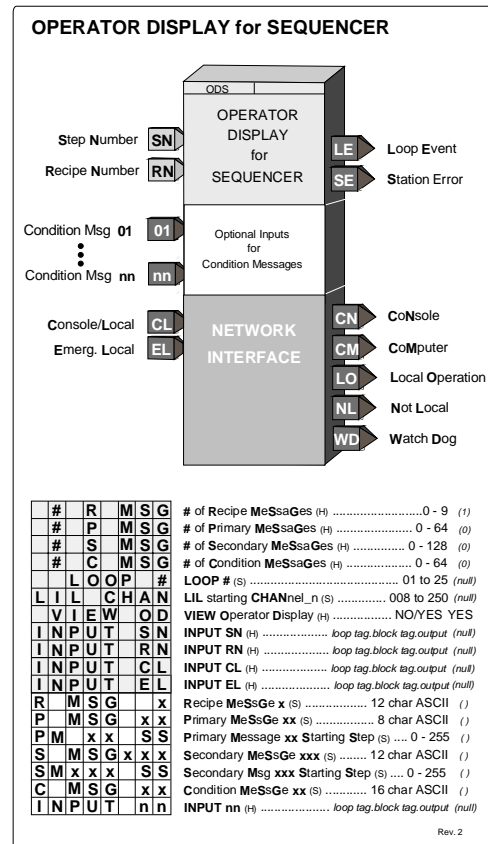 OPERATOR DISPLAY for SEQUENCER
ODS
OPERATOR
DISPLAY
for
SEQUENCER
Step Number SN
Recipe Number RN
LE Loop Event
SE Station Error
Condition Msg 01 01
Condition Msg nn nn
Optional Inputs
for
Condition Messages
Console/Local CL
Emerg. Local EL
NETWORK
INTERFACE
CN CoNsole
CM CoMputer
LO Local Operation
NL Not Local
WD Watch Dog
# R MSG # of Recipe MeSsaGes (H) ..............................0 - 9 (1)
# P MSG # of Primary MeSsaGes (H) ........................ 0 - 64 (0)
# S MSG # of Secondary MeSsaGes (H) ................ 0 - 128 (0)
# C MSG # of Condition MeSsaGes (H) ..................... 0 - 64 (0)
LOOP # LOOP # (S) ............................................. 01 to 25 (null)
LIL CHAN LIL starting CHANnel_n (S) .................. 008 to 250 (null)
VIEW OD VIEW Operator Display (H) .................. NO/YES YES
INPUT SN INPUT SN (H) .................... loop tag.block tag.output (null)
INPUT RN INPUT RN (H) .................... loop tag.block tag.output (null)
INPUT CL INPUT CL (H) .................... loop tag.block tag.output (null)
INPUT EL INPUT EL (H) .................... loop tag.block tag.output (null)
R MSG x Recipe MeSsGe x (S) .................... 12 char ASCII ( )
P MSG xx Primary MeSsGe xx (S) ................... 8 char ASCII ( )
PM xx SS Primary Message xx Starting Step (S) ... 0 - 255 ( )
S MSGxxx Secondary MeSsGe xxx (S) ........ 12 char ASCII ( )
SMxxx SS Secondary Msg xxx Starting Step (S) .... 0 - 255 ( )
C MSG xx Condition MeSsGe xx (S) ............ 16 char ASCII ( )
INPUT nn INPUT nn (H) .................... loop tag.block tag.output (null)
Rev. 2